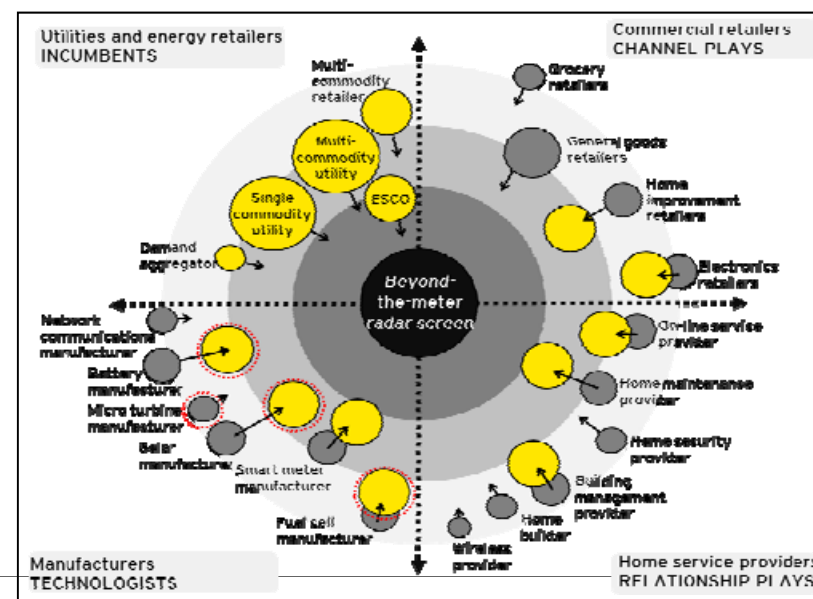 Utilities and energy retailers
INCUMBENTS
Commercial retailers
CHANNEL PLAYS
Multi-
commodity
retailer
Multi-
commodity
utility
Single
commodity
utility
ESCO
Demand
aggregator
Grocery
retailers
General goods
retailers
Home
improvement
retailers
Electronics
retailers
Beyond-
the-meter
radar screen
Network
communications
manufacturer
Battery
manufacturer
Micro turbine
manufacturer
Solar
manufacturer
Smart meter
manufacturer
Fuel cell
manufacturer
On-line service
provider
Home maintenance
provider
Home security
provider
Building
management
provider
Home
builder
Wireless
provider
Manufacturers
TECHNOLOGISTS
Home service providers
RELATIONSHIP PLAYS